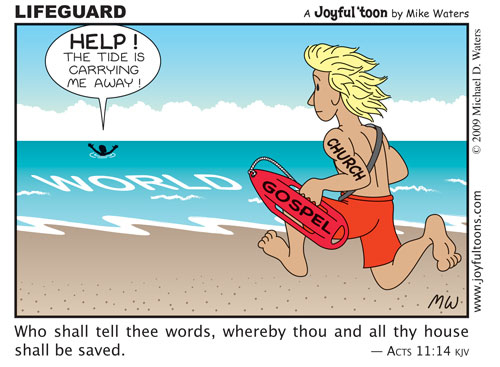 LIFEGUARD
A Joyful 'toon by Mike Waters
HELP!
THE TIDE IS
CARRYING
ME AWAY!
WORLD
CHURCH
GOSPEL
MW
© 2009 Michael D. Waters
www.joyfultoons.com
Who shall tell thee words, whereby thou and all thy house
shall be saved.
— ACTS 11:14 KJV